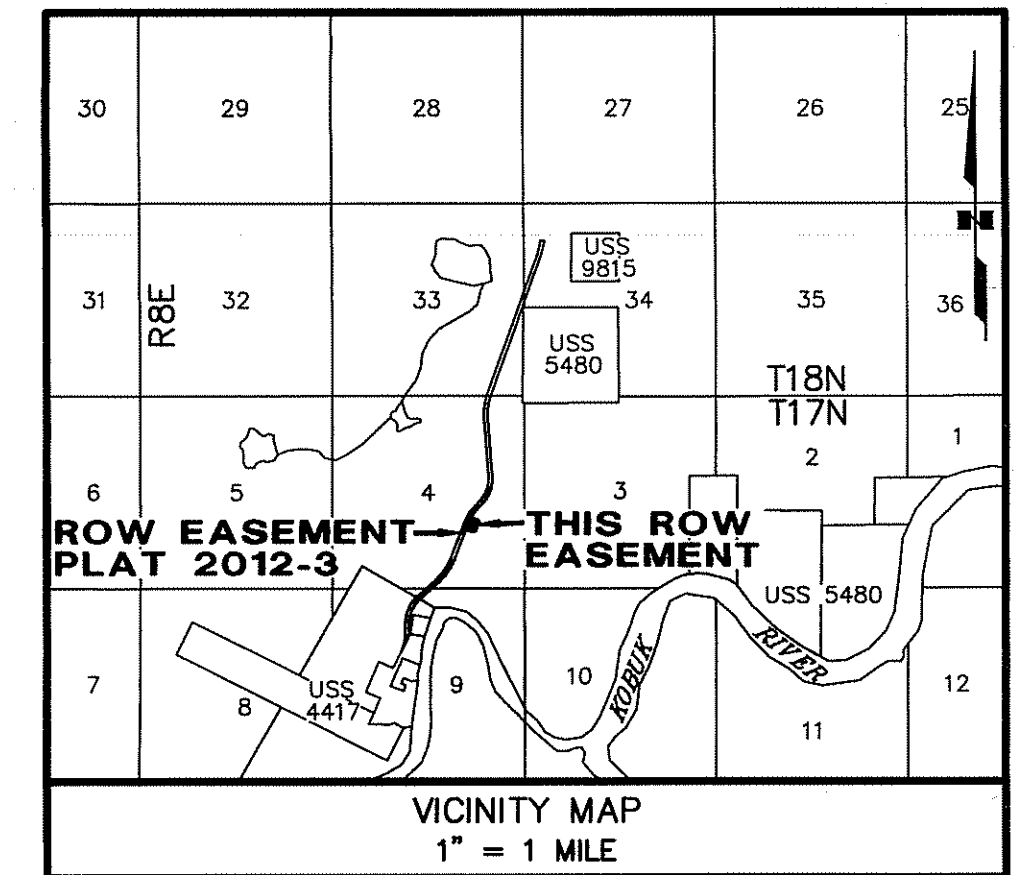 30 29 28 27 26 25
USS
9815
31 32 33 34 35 36
R8E
USS
5480
T18N
T17N
1
2
6 5 4 3
ROW EASEMENT
PLAT 2012-3
THIS ROW
EASEMENT
USS 5480
KOBUK RIVER
7 8 9 10 11 12
USS
4417
N
VICINITY MAP
1" = 1 MILE